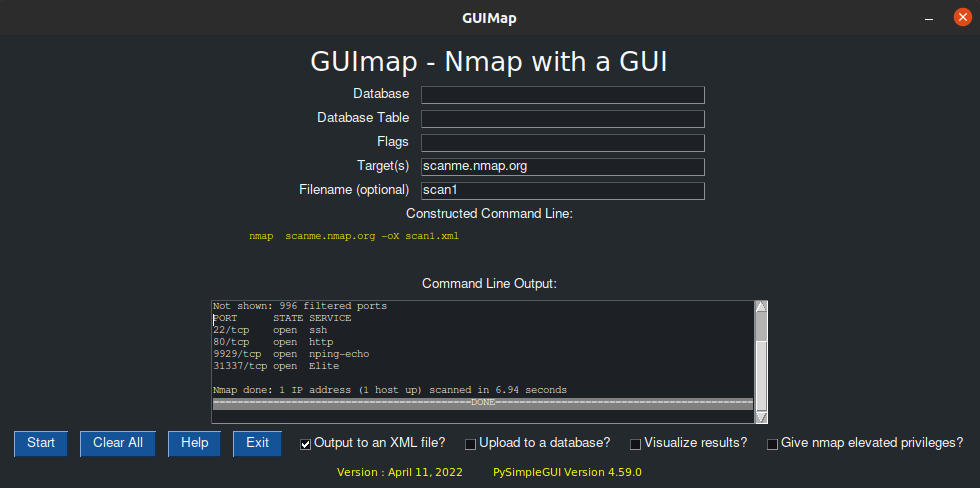 GUIMap
GUImap - Nmap with a GUI
Database
Database Table
Flags
Target(s) scanme.nmap.org
Filename (optional) scan1
Constructed Command Line:
nmap  scanme.nmap.org -oX scan1.xml
Command Line Output:
Not shown: 996 filtered ports
PORT      STATE SERVICE
22/tcp    open  ssh
80/tcp    open  http
9929/tcp  open  nping-echo
31337/tcp open  Elite
Nmap done: 1 IP address (1 host up) scanned in 6.94 seconds
DONE
Start Clear All Help Exit Output to an XML file? Upload to a database? Visualize results? Give nmap elevated privileges?
Version : April 11, 2022 PySimpleGUI Version 4.59.0